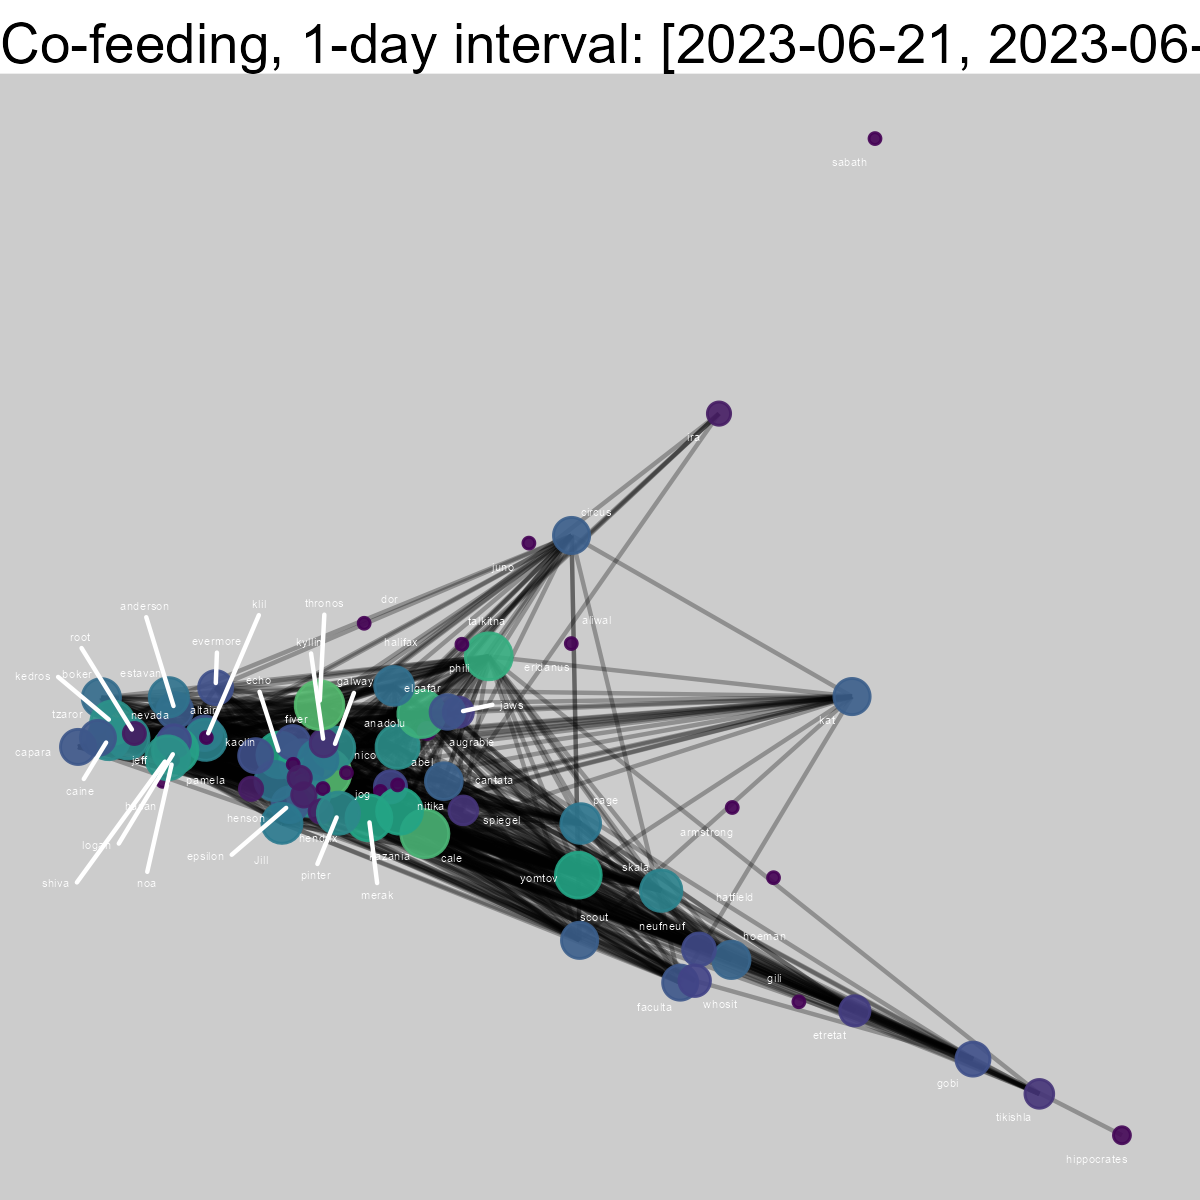 Co-feeding, 1-day interval: [2023-06-21, 2023-06-
sabath
ira
circus
juno
dor
thronos
klil
anderson
talkitna
aliwal
root
evermore
kyllini
halifax
phili
eridanus
kedros
boker
estavan
echo
galway
elgafar
jaws
tzaror
nevada
altair
fiver
anadolu
kat
capara
jeff
kaolin
nico
abel
augrabie
caine
pamela
jog
cantata
page
nitika
spiegel
henson
armstrong
logan
epsilon
Jill
hendrix
kazania
cale
shiva
noa
pinter
merak
yomtov
skala
hatfield
scout
neufneuf
hoeman
gili
faculta
whosit
etretat
gobi
tikishla
hippocrates